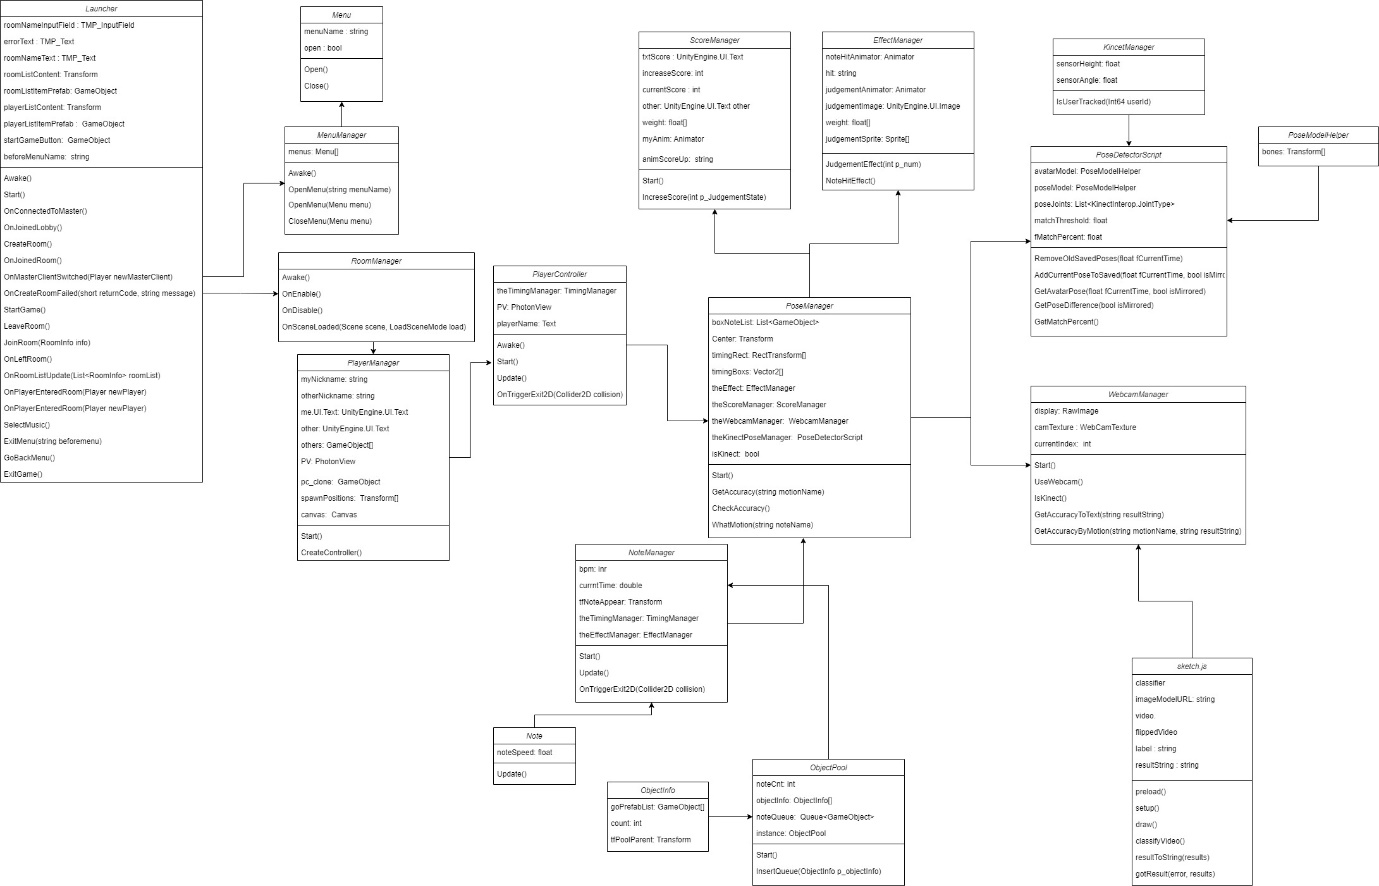 Launcher
roomNameInputField : TMP_InputField
errorText : TMP_Text
roomNameText : TMP_Text
roomListContent: Transform
roomListItemPrefab: GameObject
playerListContent: Transform
playerListItemPrefab : GameObject
startGameButton: GameObject
beforeMenuName: string
Awake()
Start()
OnConnectedToMaster()
OnJoinedLobby()
CreateRoom()
OnJoinedRoom()
OnMasterClientSwitched(Player newMasterClient)
OnCreateRoomFailed(short returnCode, string message)
StartGame()
LeaveRoom()
JoinRoom(RoomInfo info)
OnLeftRoom()
OnRoomListUpdate(List<RoomInfo> roomList)
OnPlayerEnteredRoom(Player newPlayer)
OnPlayerEnteredRoom(Player newPlayer)
SelectMusic()
ExitMenu(string beforemenu)
GoBackMenu()
ExitGame()
Menu
menuName : string
open : bool
Open()
Close()
MenuManager
menus: Menu[]
Awake()
OpenMenu(string menuName)
OpenMenu(Menu menu)
CloseMenu(Menu menu)
RoomManager
Awake()
OnEnable()
OnDisable()
OnSceneLoaded(Scene scene, LoadSceneMode load)
PlayerManager
myNickname: string
otherNickname: string
me.UI.Text: UnityEngine.UI.Text
other: UnityEngine.UI.Text
others: GameObject[]
PV: PhotonView
pc_clone: GameObject
spawnPositions: Transform[]
canvas: Canvas
Start()
CreateController()
PlayerController
theTimingManager: TimingManager
PV: PhotonView
playerName: Text
Awake()
Start()
Update()
OnTriggerExit2D(Collider2D collision)
ScoreManager
txtScore : UnityEngine.UI.Text
increaseScore: int
currentScore : int
other: UnityEngine.UI.Text other
weight: float[]
myAnim: Animator
animScoreUp: string
Start()
IncreseScore(int p_JudgementState)
EffectManager
noteHitAnimator: Animator
hit: string
judgementAnimator: Animator
judgementImage: UnityEngine.UI.Image
weight: float[]
judgementSprite: Sprite[]
JudgementEffect(int p_num)
NoteHitEffect()
KincetManager
sensorHeight: float
sensorAngle: float
IsUserTracked(Int64 userId)
PoseModelHelper
bones: Transform[]
PoseDetectorScript
avatarModel: PoseModelHelper
poseModel: PoseModelHelper
poseJoints: List<KinectInterop.JointType>
matchThreshold: float
fMatchPercent: float
RemoveOldSavedPoses(float fCurrentTime)
AddCurrentPoseToSaved(float fCurrentTime, bool isMirrc
GetAvatarPose(float fCurrentTime, bool isMirrored)
GetPoseDifference(bool isMirrored)
GetMatchPercent()
PoseManager
boxNoteList: List<GameObject>
Center: Transform
timingRect: RectTransform[]
timingBoxs: Vector2[]
theEffect: EffectManager
theScoreManager: ScoreManager
theWebcamManager: WebcamManager
theKinectPoseManager: PoseDetectorScript
isKinect: bool
Start()
GetAccuracy(string motionName)
CheckAccuracy()
WhatMotion(string noteName)
WebcamManager
display: RawImage
camTexture : WebCamTexture
currentIndex: int
Start()
UseWebcam()
IsKinect()
GetAccuracyToText(string resultString)
GetAccuracyByMotion(string motionName, string resultString)
NoteManager
bpm: inr
currntTime: double
tfNoteAppear: Transform
theTimingManager: TimingManager
theEffectManager: EffectManager
Start()
Update()
OnTriggerExit2D(Collider2D collision)
Note
noteSpeed: float
Update()
ObjectInfo
goPrefabList: GameObject[]
count: int
tfPoolParent: Transform
ObjectPool
noteCnt: int
objectInfo: ObjectInfo[]
noteQueue: Queue<GameObject>
instance: ObjectPool
Start()
InsertQueue(ObjectInfo p_objectInfo)
sketch.js
classifier
imageModelURL: string
video
flippedVideo
label : string
resultString : string
preload()
setup()
draw()
classifyVideo()
resultToString(results)
gotResult(error, results)